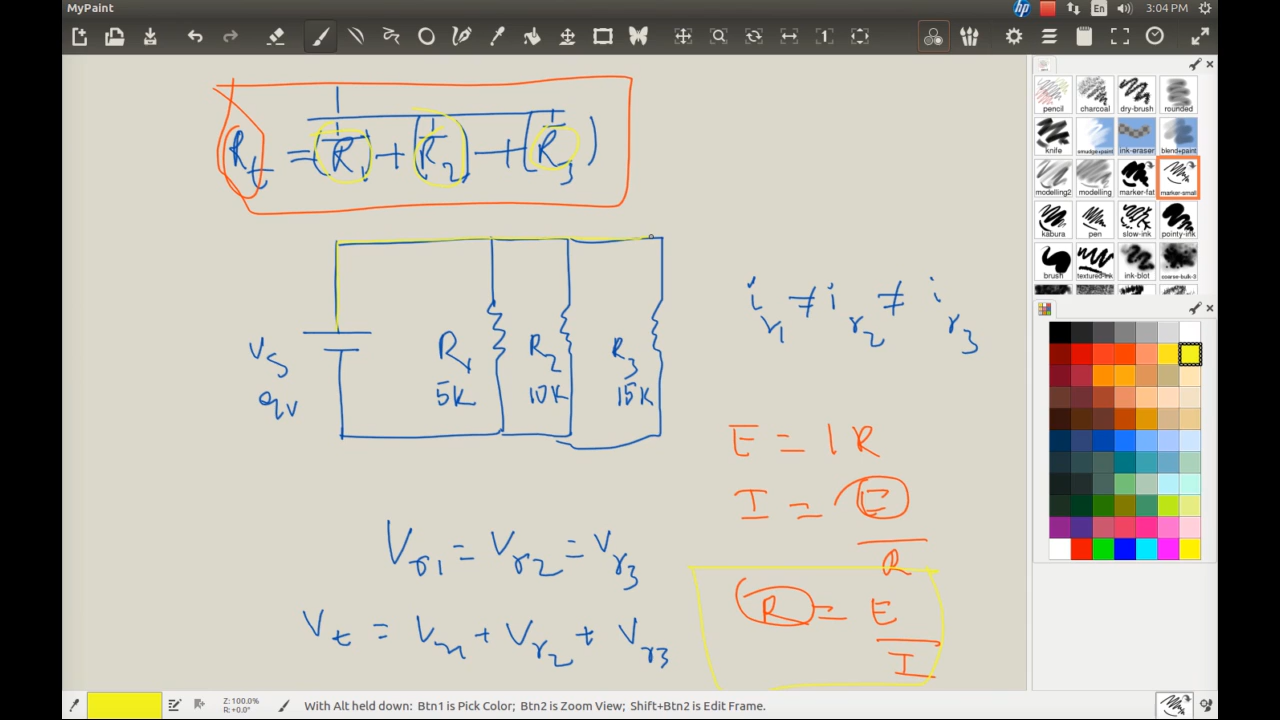 MyPaint
En
3:04 PM
pencil charcoal dry-brush rounded
knife smudge+paint ink-eraser blend+paint
modelling2 modelling marker-fat marker-small
kabura pen slow-ink pointy-ink
brush textured-ink ink-blot coarse-bulk-3
1
Rt = (1/R1) + (1/R2) + (1/R3)
Vs
9V
R1
5K
R2
10K
R3
15K
ir1 ≠ ir2 ≠ ir3
E = IR
I = E
R
R = E
I
Vr1 = Vr2 = Vr3
Vt = Vr1 + Vr2 + Vr3
Z: 100.0%
R:+0.0°
With Alt held down: Btn1 is Pick Color; Btn2 is Zoom View; Shift+Btn2 is Edit Frame.